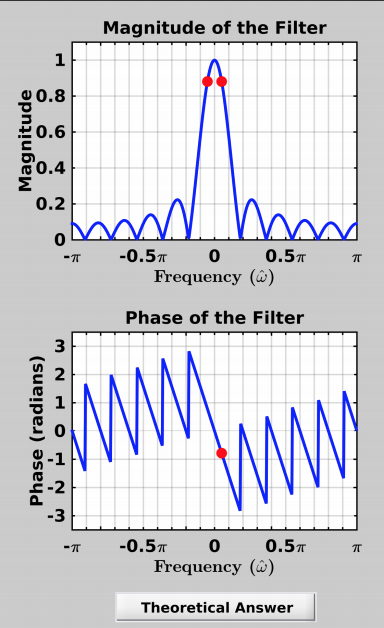 Magnitude of the Filter
1
0.8
0.6
0.4
0.2
0
Magnitude
-π -0.5π 0 0.5π π
Frequency (ω̂)
Phase of the Filter
3
2
1
0
-1
-2
-3
Phase (radians)
-π -0.5π 0 0.5π π
Frequency (ω̂)
Theoretical Answer